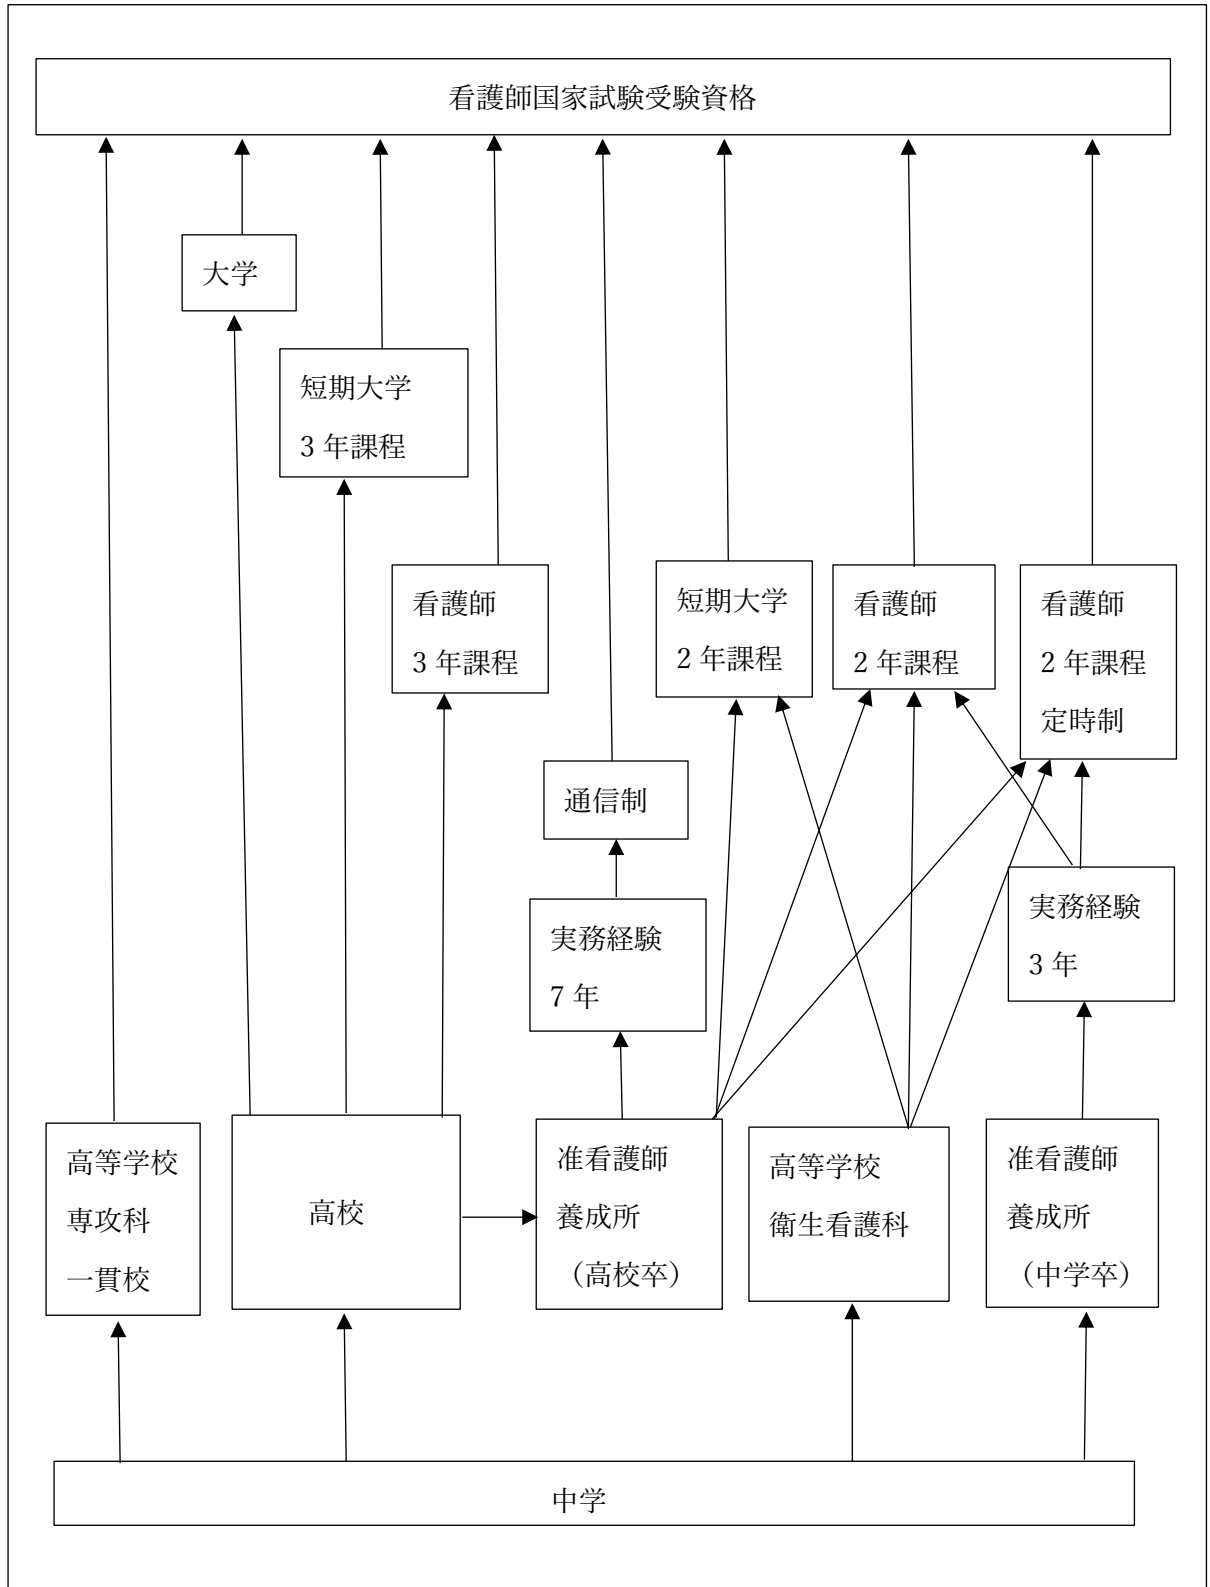 看護師国家試験受験資格
大学
短期大学
3 年課程
看護師
3 年課程
短期大学
2 年課程
看護師
2 年課程
看護師
2 年課程
定時制
通信制
実務経験
7 年
実務経験
3 年
高等学校
専攻科
一貫校
高校
准看護師
養成所
（高校卒）
高等学校
衛生看護科
准看護師
養成所
（中学卒）
中学